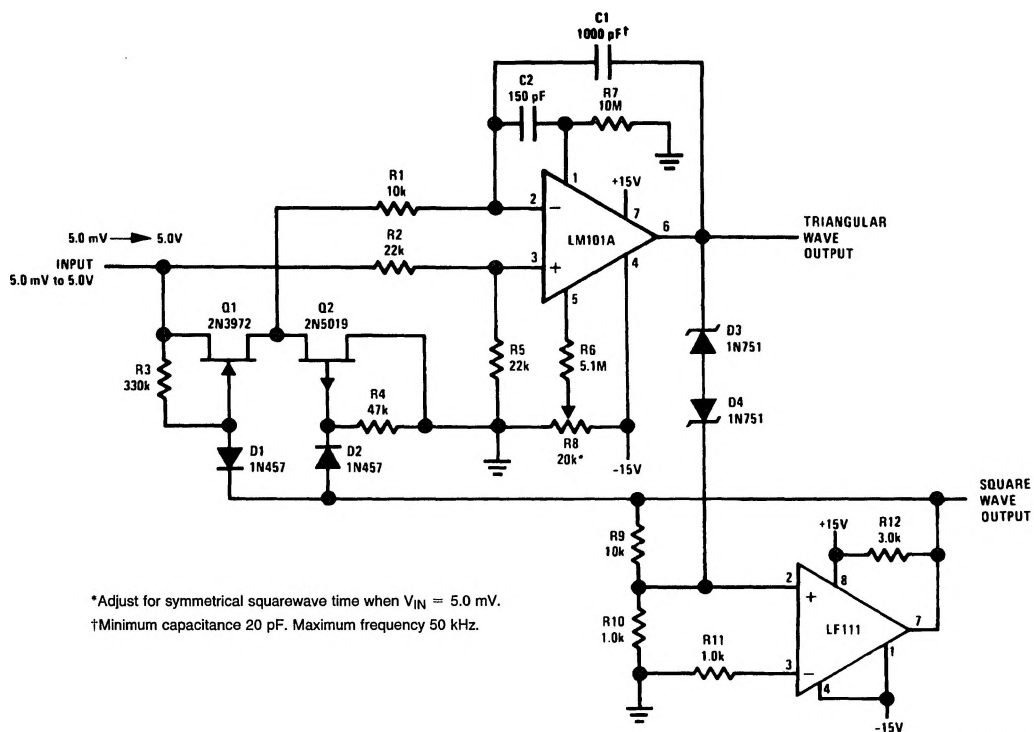 C1
1000 pF†
C2
150 pF
R7
10M
R1
10k
1
+15V
2
−
7
6
TRIANGULAR
WAVE
OUTPUT
LM101A
5.0 mV → 5.0V
INPUT
5.0 mV to 5.0V
R2
22k
3
+
4
5
Q1
2N3972
Q2
2N5019
R3
330k
R5
22k
R6
5.1M
D3
1N751
R4
47k
D4
1N751
D1
1N457
D2
1N457
R8
20k*
-15V
SQUARE
WAVE
OUTPUT
+15V
R12
3.0k
R9
10k
8
2
+
LF111
7
R10
1.0k
R11
1.0k
3
−
1
4
-15V
*Adjust for symmetrical squarewave time when VIN = 5.0 mV.
†Minimum capacitance 20 pF. Maximum frequency 50 kHz.